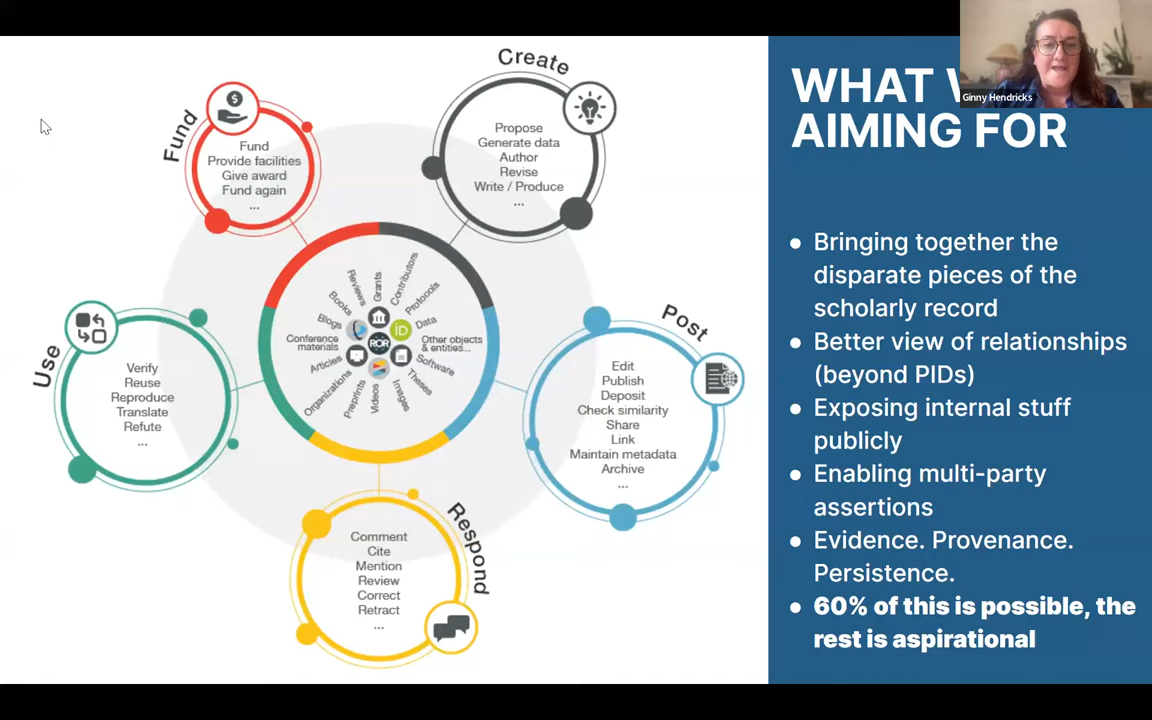 Fund
Fund
Provide facilities
Give award
Fund again
...
Create
Propose
Generate data
Author
Revise
Write / Produce
...
Post
Edit
Publish
Deposit
Check similarity
Share
Link
Maintain metadata
Archive
...
Respond
Comment
Cite
Mention
Review
Correct
Retract
...
Use
Verify
Reuse
Reproduce
Translate
Refute
...
Grants
Contributors
Protocols
Data
Other objects
& entities...
Software
Theses
Images
Videos
Preprints
Organizations
Articles
Conference
materials
Blogs
Books
Reviews
iD
ROR
WHAT
AIMING FOR
Ginny Hendricks
● Bringing together the
disparate pieces of the
scholarly record
● Better view of relationships
(beyond PIDs)
● Exposing internal stuff
publicly
● Enabling multi-party
assertions
● Evidence. Provenance.
Persistence.
● 60% of this is possible, the
rest is aspirational